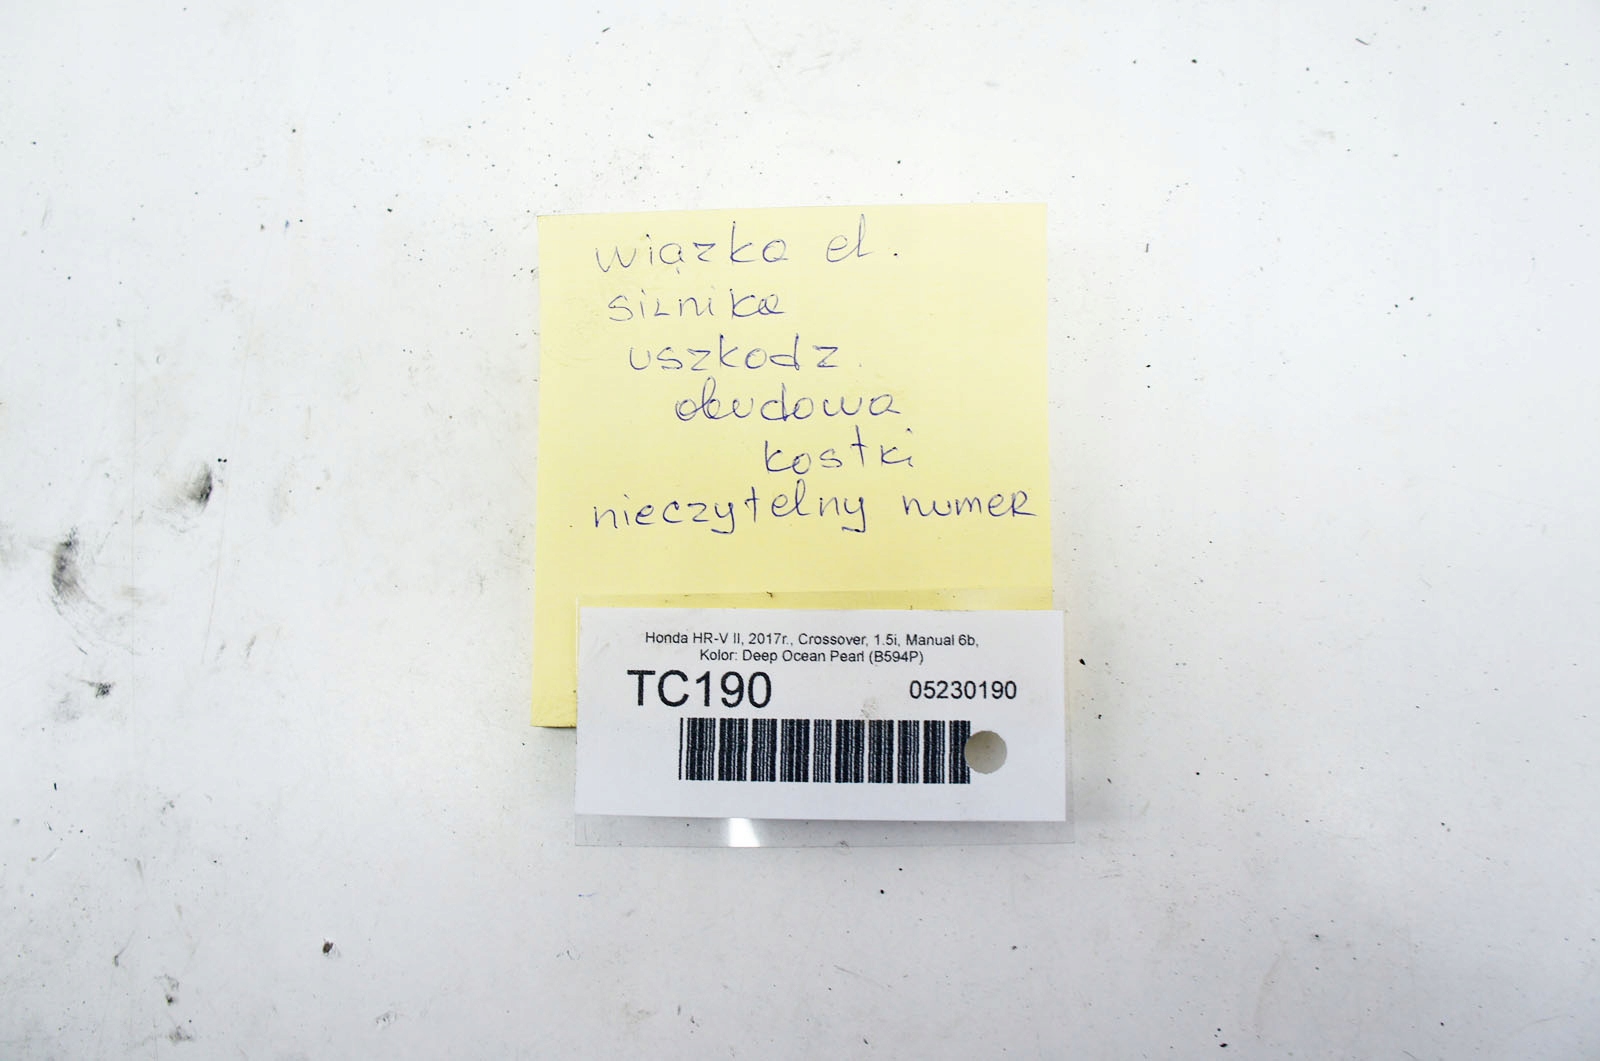 wiązka el.
silnika
uszkodz.
obudowa
kostki
nieczytelny numer
Honda HR-V II, 2017r., Crossover, 1.5i, Manual 6b,
Kolor: Deep Ocean Pearl (B594P)
TC190 05230190